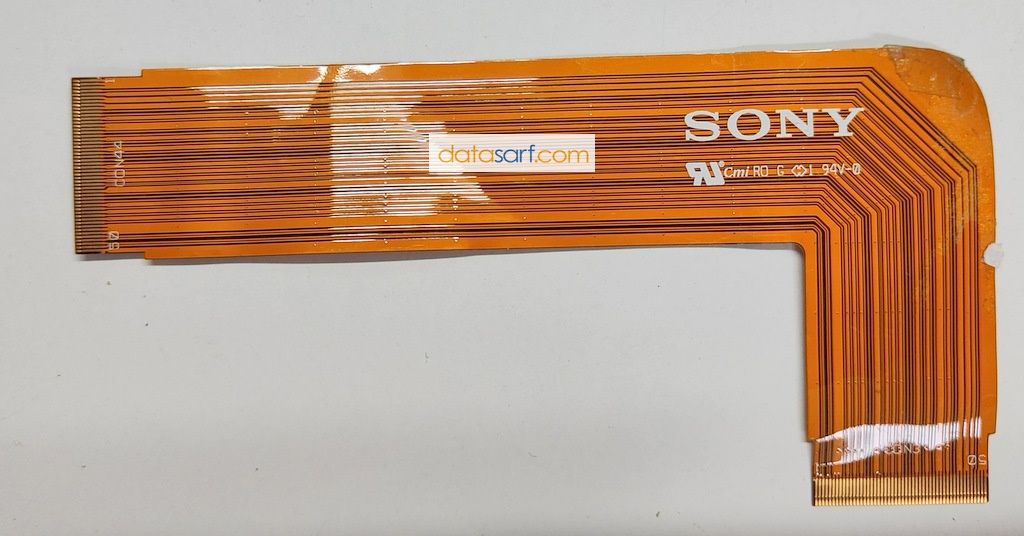 1
CON44
60
SONY
datasarf.com
Cmi RO G 1 94V-0
50